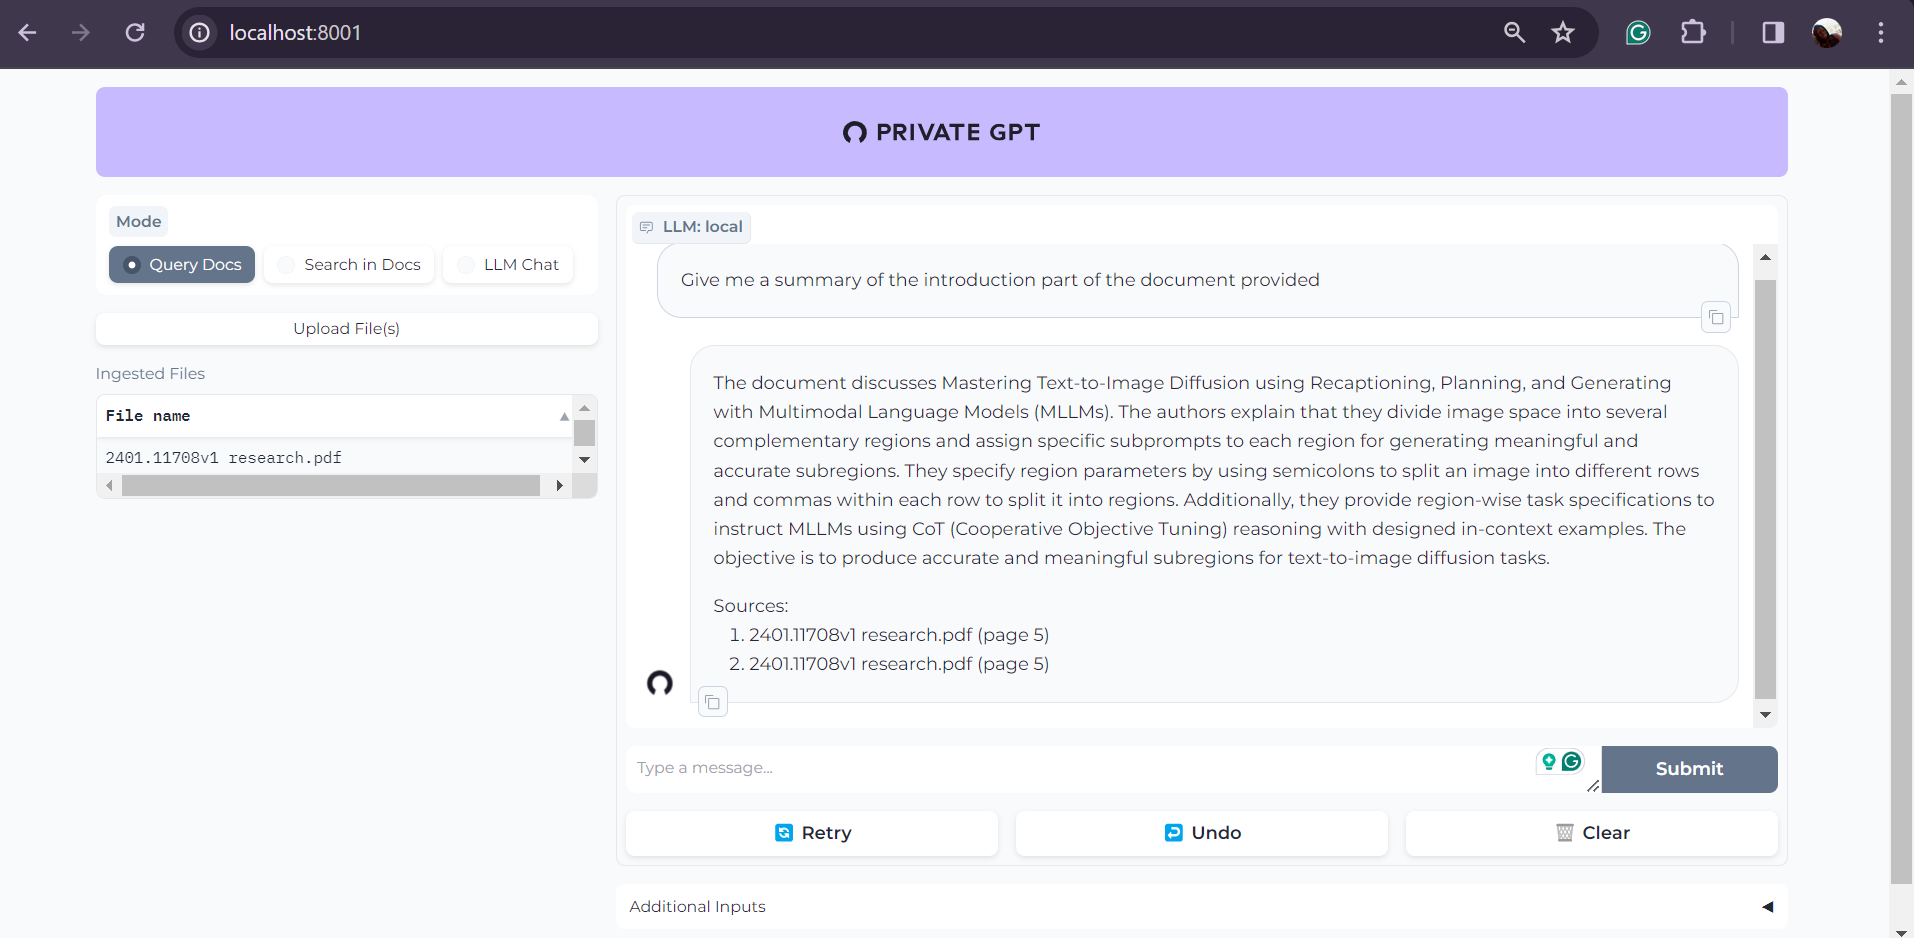 localhost:8001
PRIVATE GPT
Mode
Query Docs
Search in Docs
LLM Chat
Upload File(s)
Ingested Files
File name
2401.11708v1 research.pdf
LLM: local
Give me a summary of the introduction part of the document provided
The document discusses Mastering Text-to-Image Diffusion using Recaptioning, Planning, and Generating
with Multimodal Language Models (MLLMs). The authors explain that they divide image space into several
complementary regions and assign specific subprompts to each region for generating meaningful and
accurate subregions. They specify region parameters by using semicolons to split an image into different rows
and commas within each row to split it into regions. Additionally, they provide region-wise task specifications to
instruct MLLMs using CoT (Cooperative Objective Tuning) reasoning with designed in-context examples. The
objective is to produce accurate and meaningful subregions for text-to-image diffusion tasks.
Sources:
1. 2401.11708v1 research.pdf (page 5)
2. 2401.11708v1 research.pdf (page 5)
Type a message...
Submit
Retry
Undo
Clear
Additional Inputs